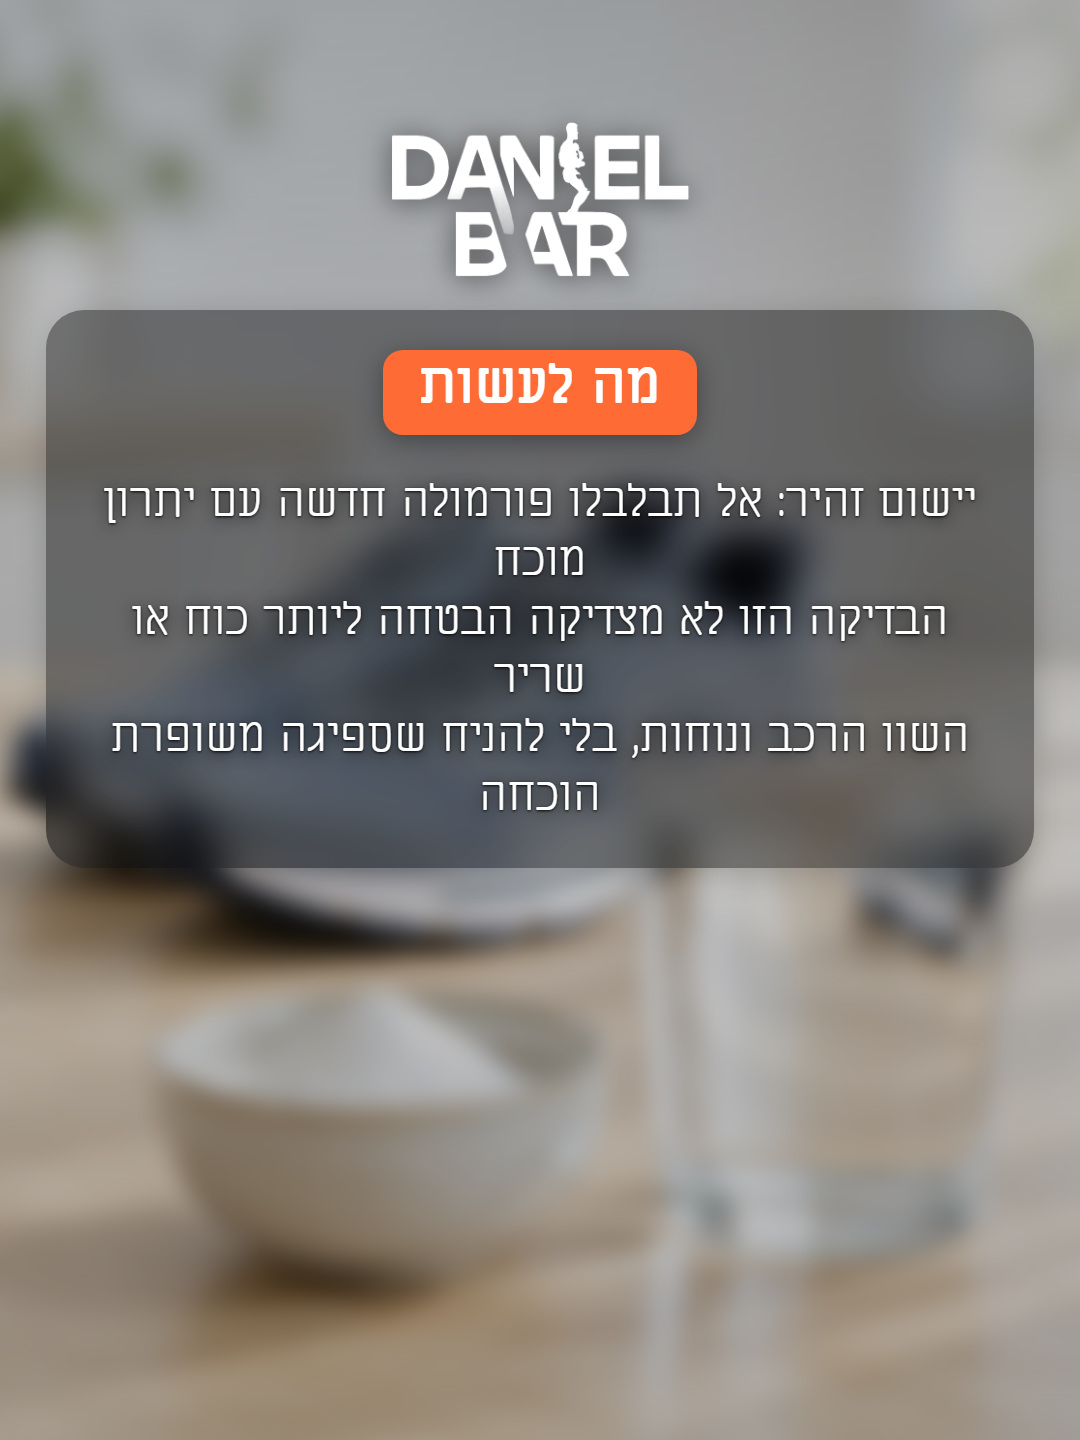 DANIEL
BAR
מה לעשות
יישום זהיר: אל תבלבלו פורמולה חדשה עם יתרון
מוכח
הבדיקה הזו לא מצדיקה הבטחה ליותר כוח או
שריר
השוו הרכב ונוחות, בלי להניח שספיגה משופרת
הוכחה